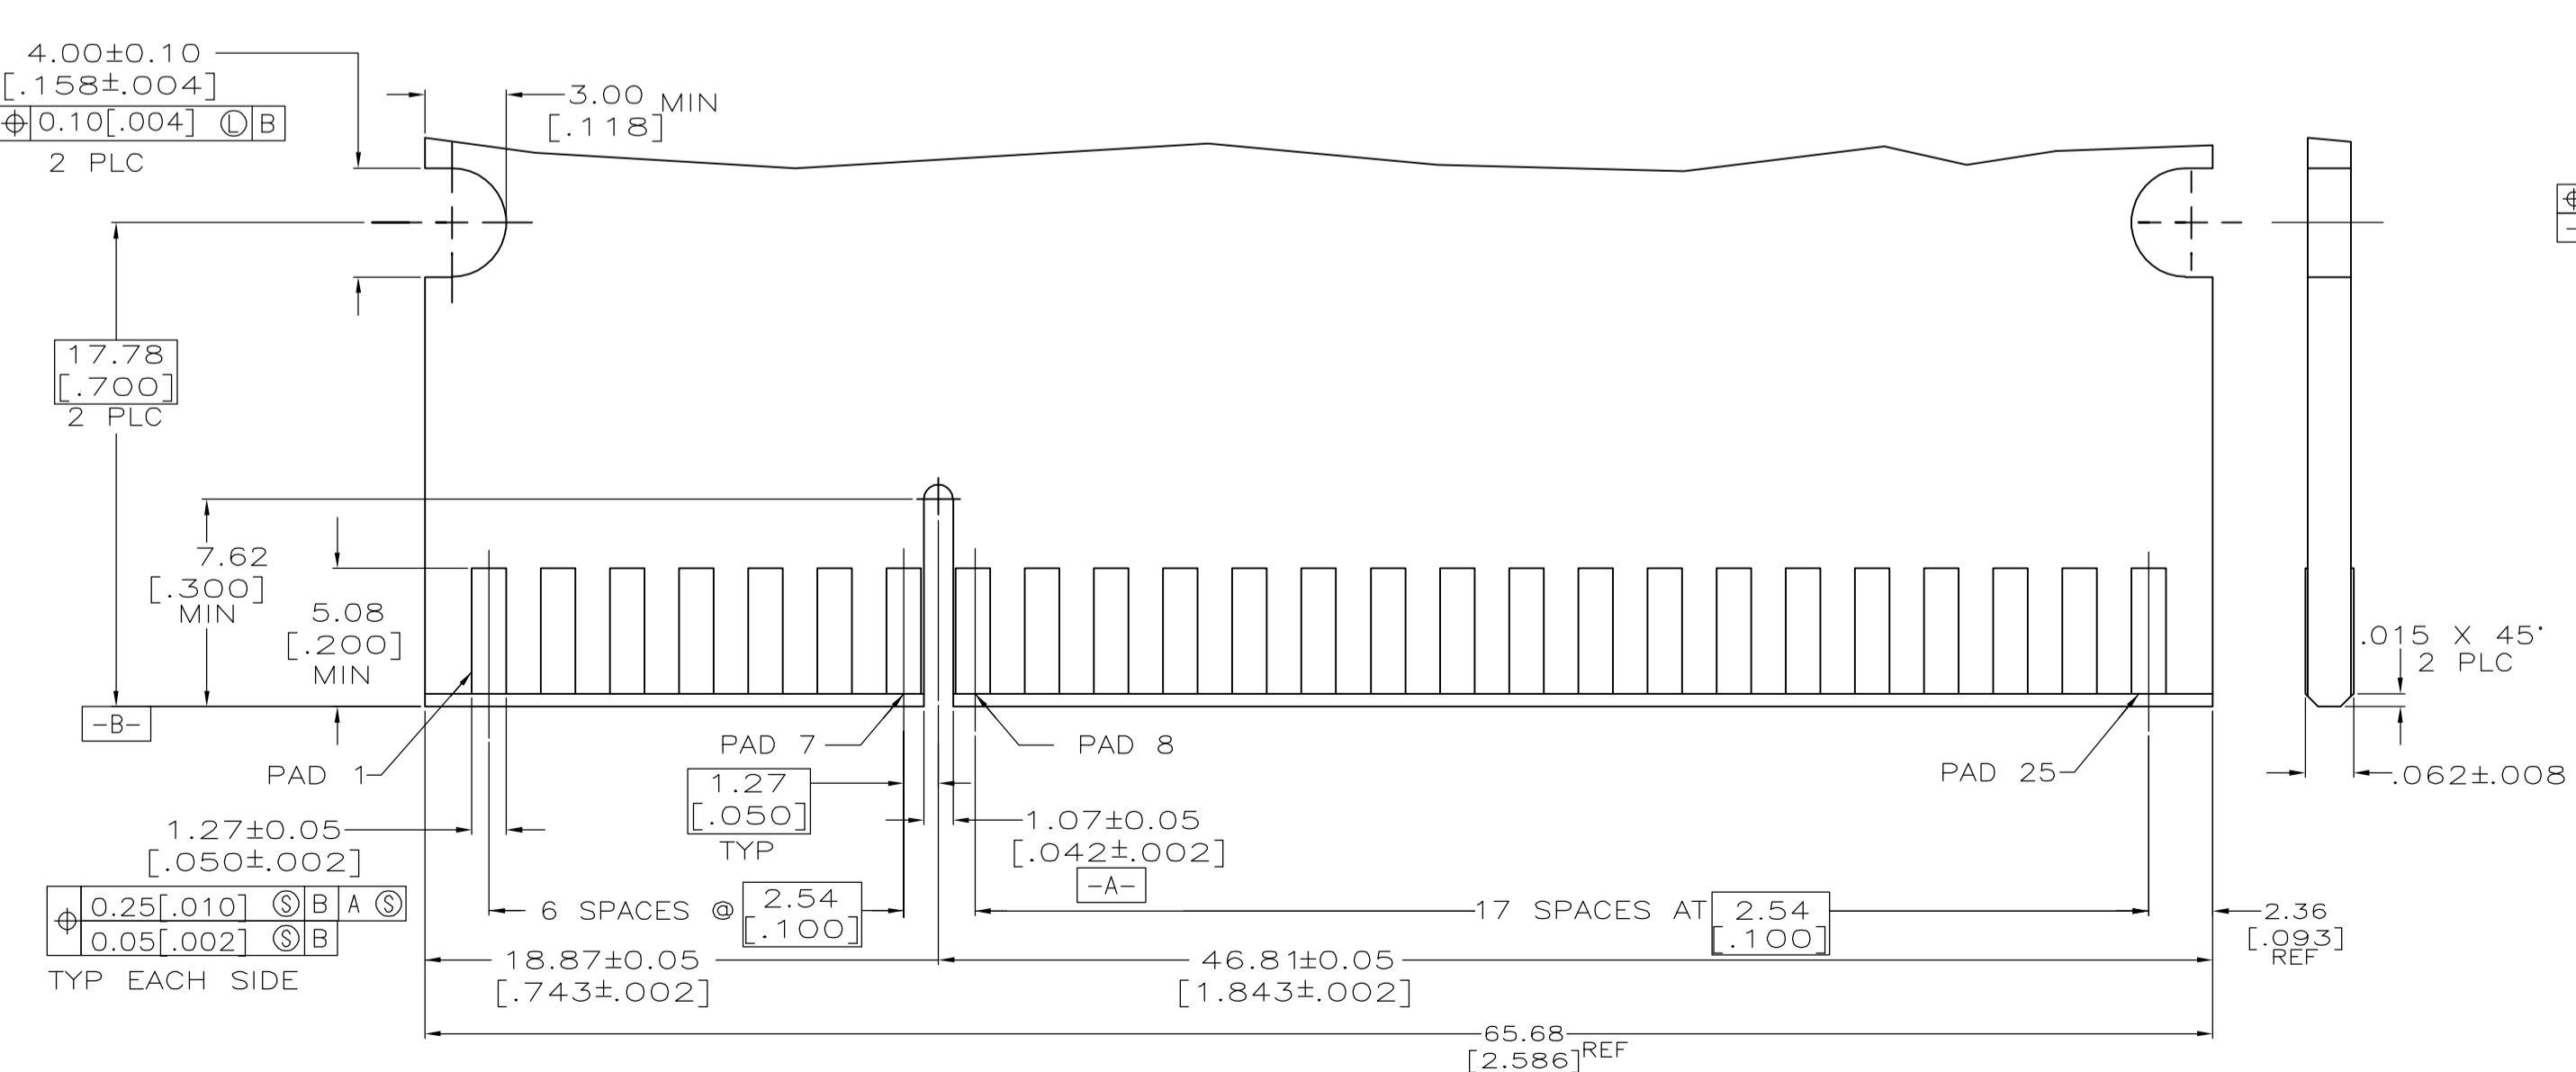 4.00±0.10
[.158±.004]
⌖ 0.10[.004] Ⓛ B
2 PLC
3.00 MIN
[.118]
17.78
[.700]
2 PLC
7.62
[.300]
MIN
5.08
[.200]
MIN
.015 X 45°
2 PLC
-B-
PAD 7
PAD 8
PAD 1
PAD 25
.062±.008
1.27
[.050]
TYP
1.07±0.05
[.042±.002]
-A-
1.27±0.05
[.050±.002]
⌖ 0.25[.010] Ⓢ B A Ⓢ
0.05[.002] Ⓢ B
TYP EACH SIDE
6 SPACES @ 2.54
[.100]
17 SPACES AT 2.54
[.100]
2.36
[.093]
REF
18.87±0.05
[.743±.002]
46.81±0.05
[1.843±.002]
65.68 REF
[2.586]